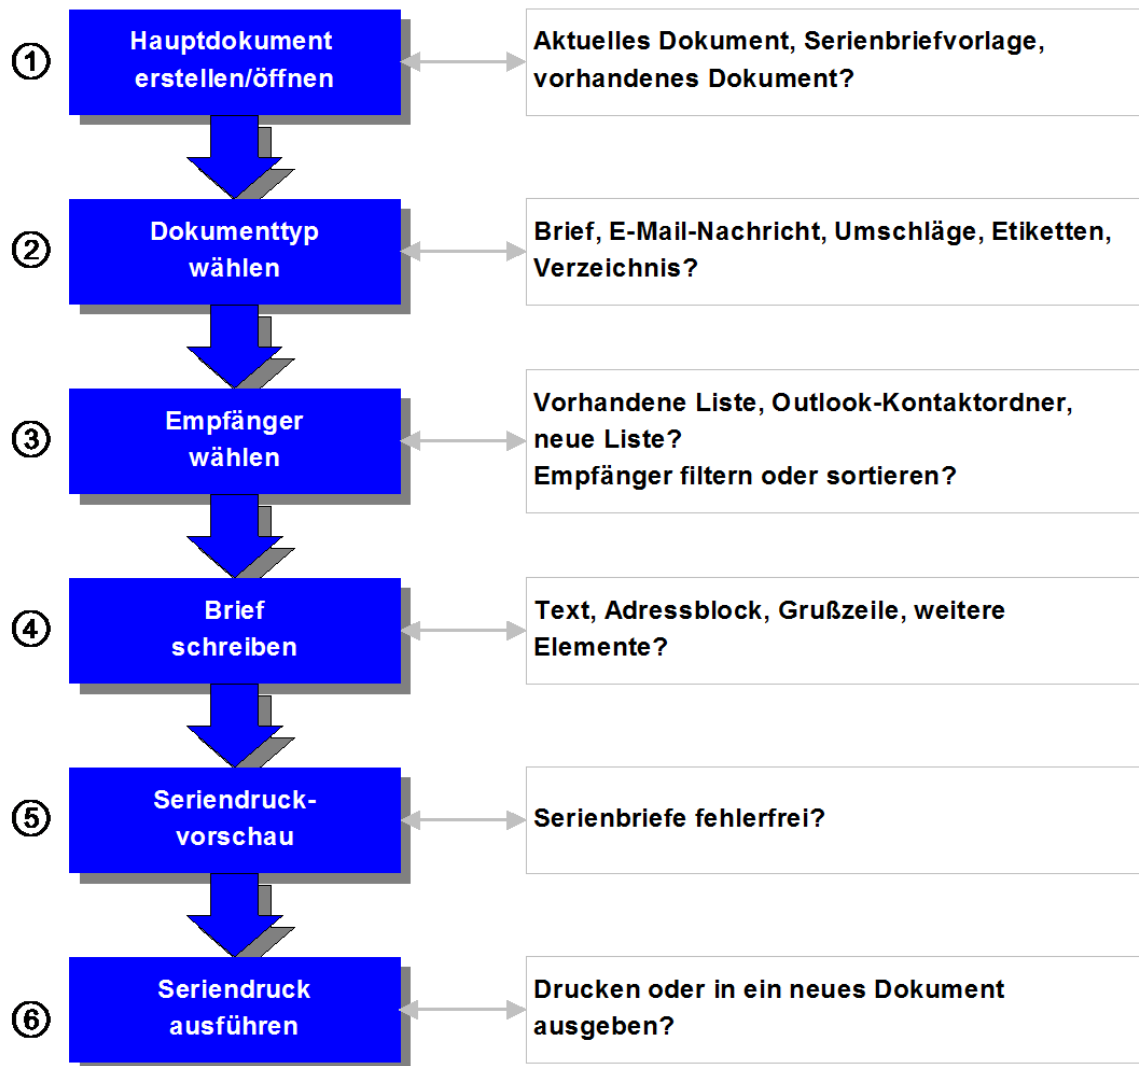 ①
Hauptdokument
erstellen/öffnen
Aktuelles Dokument, Serienbriefvorlage,
vorhandenes Dokument?
②
Dokumenttyp
wählen
Brief, E-Mail-Nachricht, Umschläge, Etiketten,
Verzeichnis?
③
Empfänger
wählen
Vorhandene Liste, Outlook-Kontaktordner,
neue Liste?
Empfänger filtern oder sortieren?
④
Brief
schreiben
Text, Adressblock, Grußzeile, weitere
Elemente?
⑤
Seriendruck-
vorschau
Serienbriefe fehlerfrei?
⑥
Seriendruck
ausführen
Drucken oder in ein neues Dokument
ausgeben?